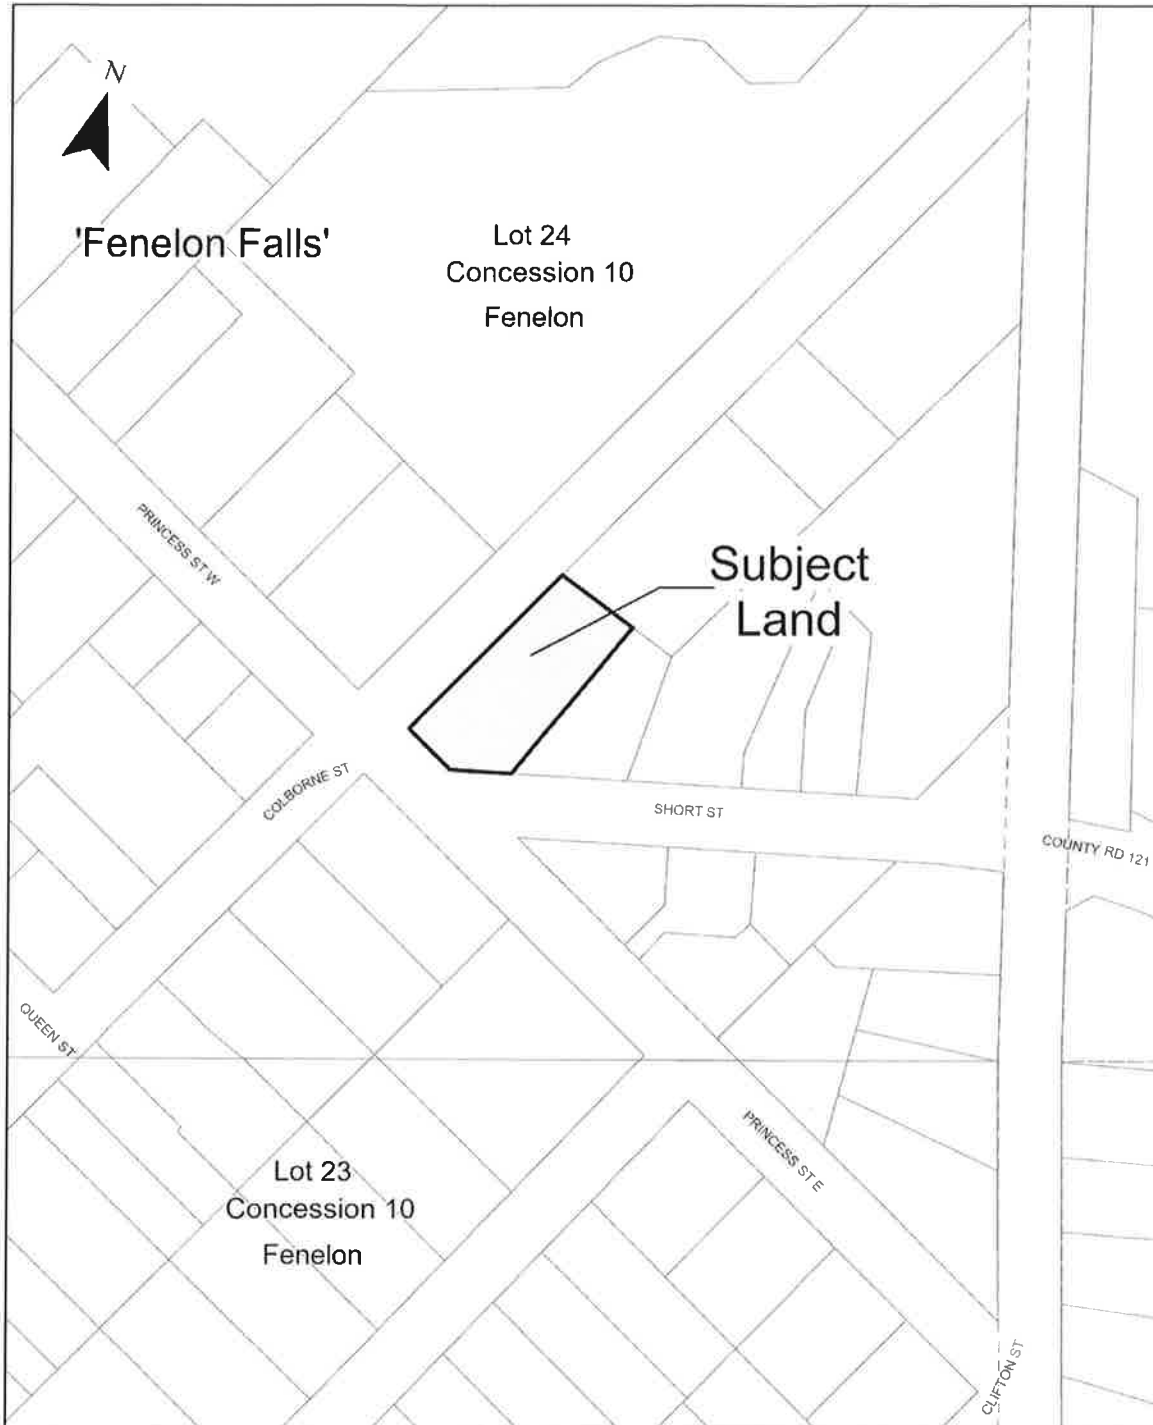 N
'Fenelon Falls'
Lot 24
Concession 10
Fenelon
PRINCESS ST W
Subject
Land
COLBORNE ST
SHORT ST
COUNTY RD 121
QUEEN ST
PRINCESS ST E
Lot 23
Concession 10
Fenelon
CLIFTON ST